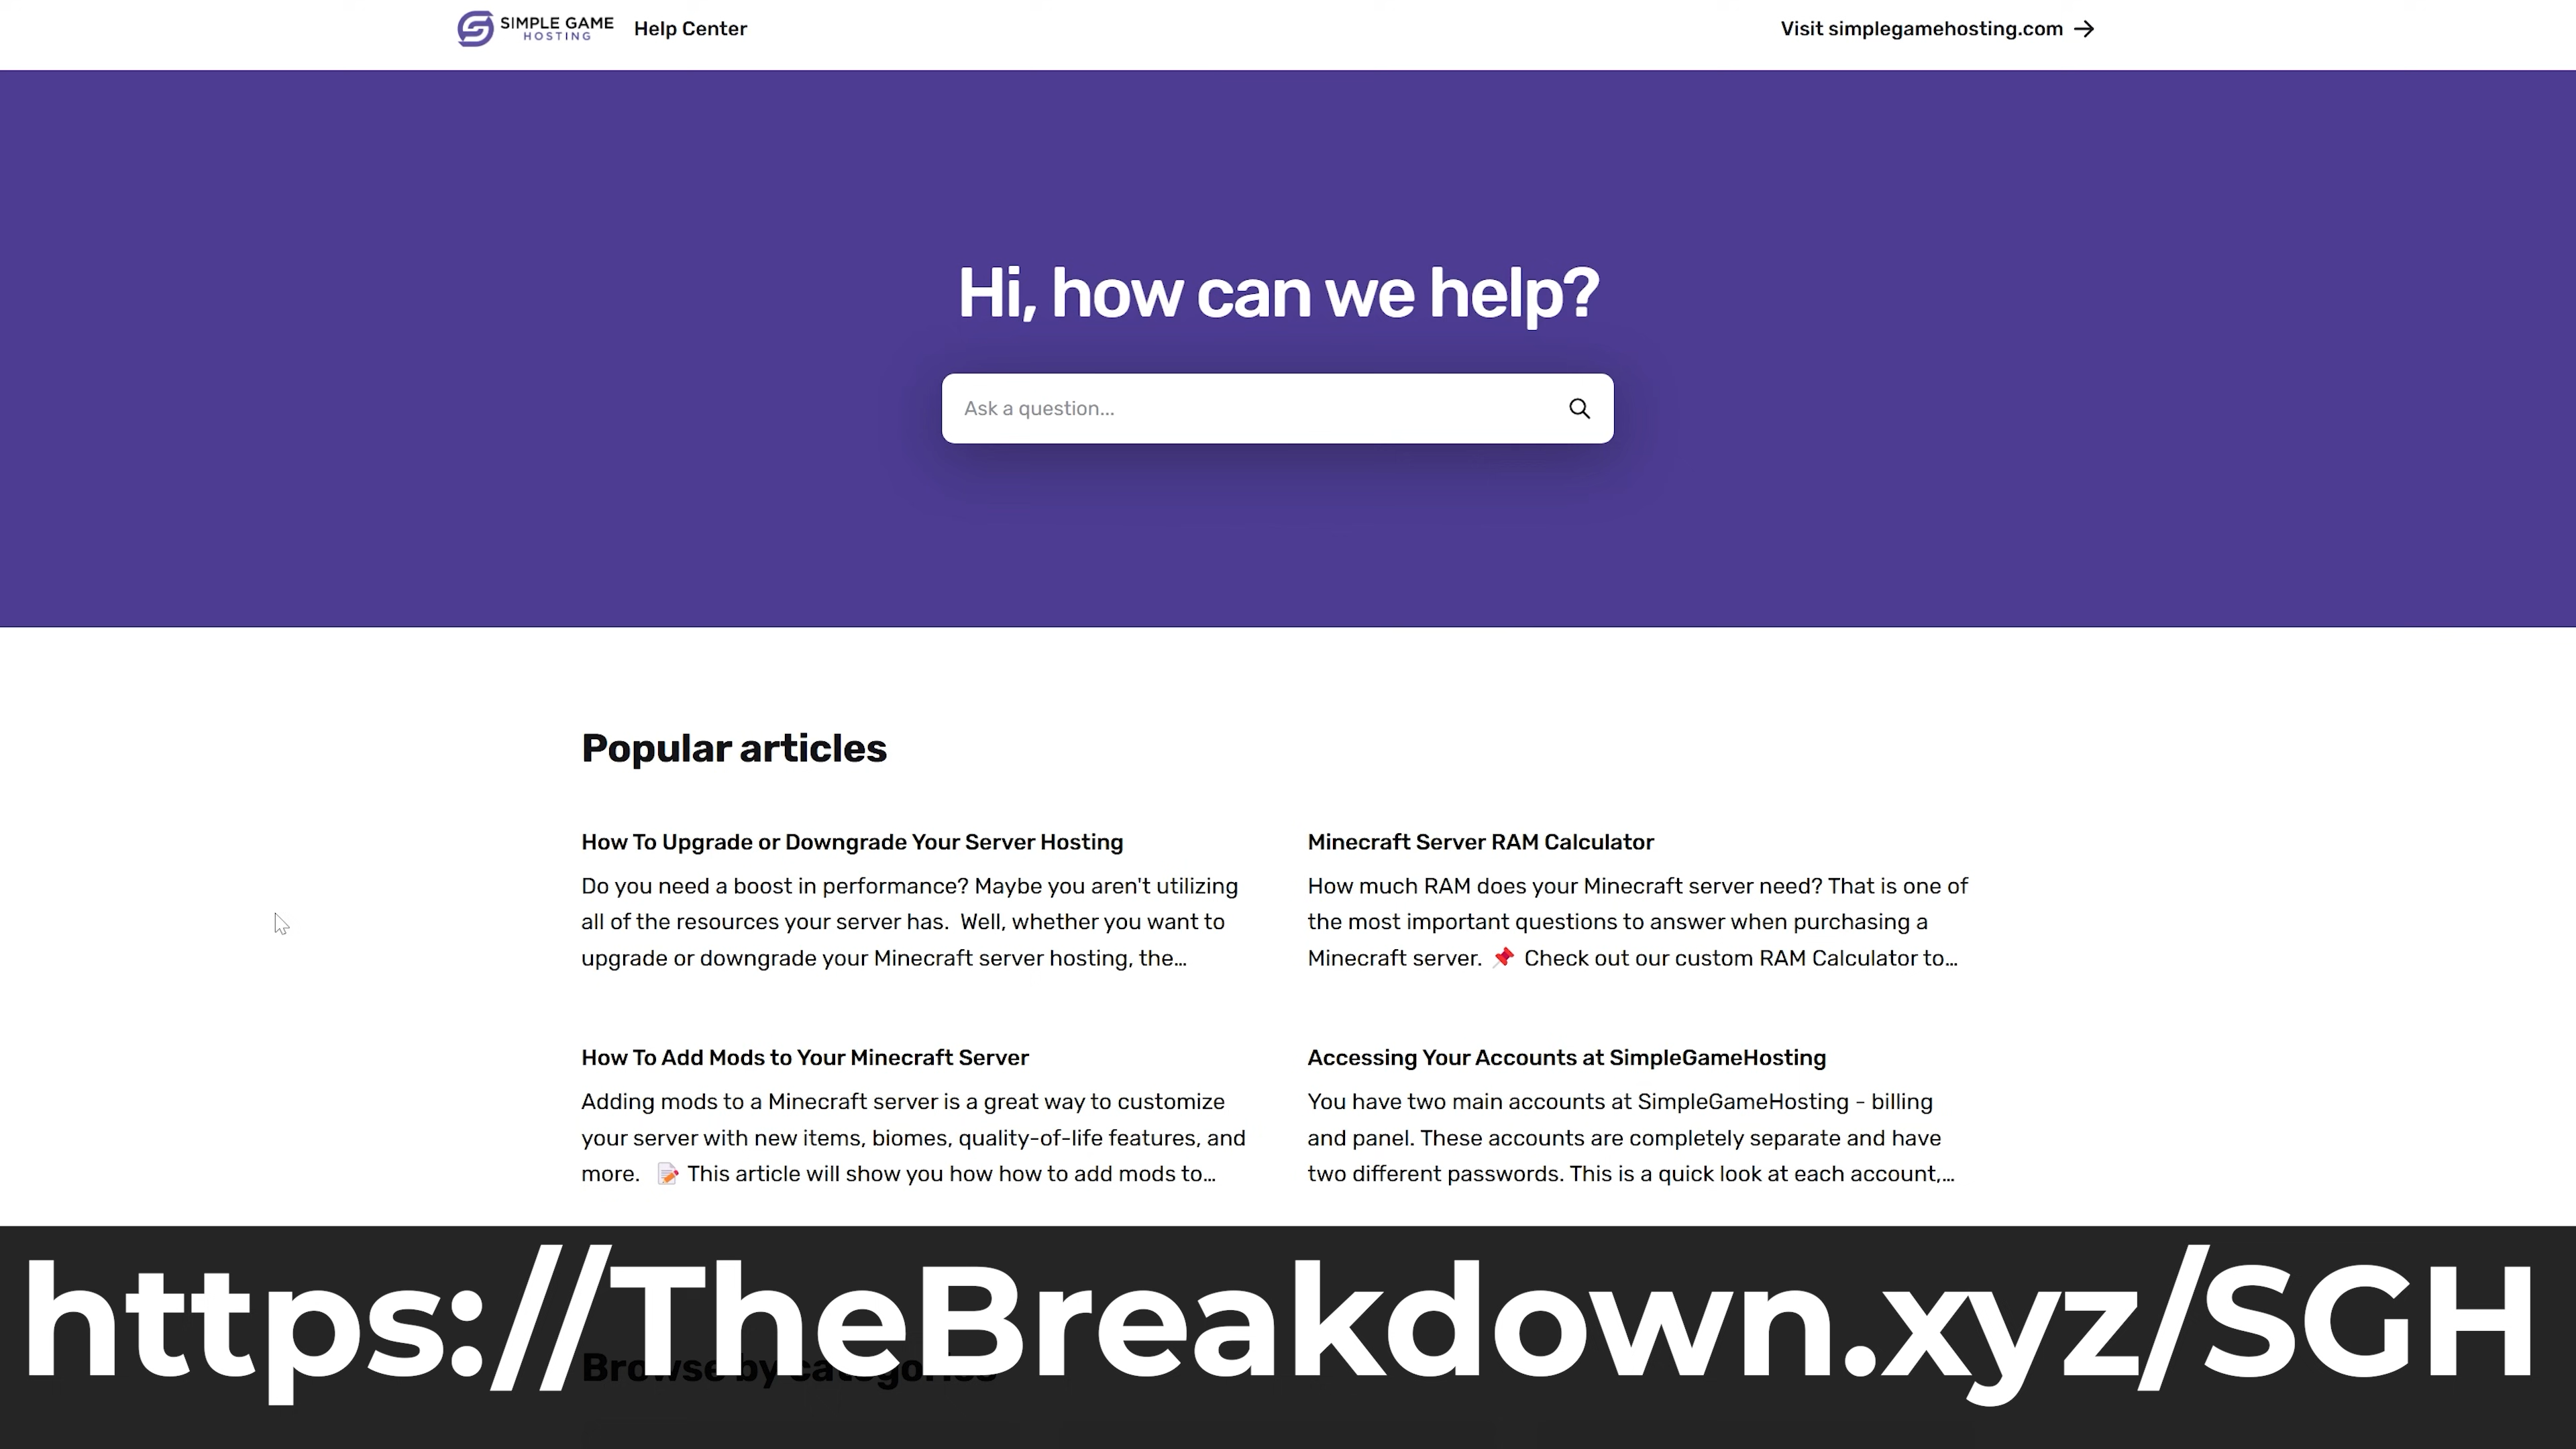 SIMPLE GAME
HOSTING
Help Center
Visit simplegamehosting.com
Hi, how can we help?
Ask a question...
Popular articles
How To Upgrade or Downgrade Your Server Hosting
Do you need a boost in performance? Maybe you aren't utilizing
all of the resources your server has.  Well, whether you want to
upgrade or downgrade your Minecraft server hosting, the...
Minecraft Server RAM Calculator
How much RAM does your Minecraft server need? That is one of
the most important questions to answer when purchasing a
Minecraft server. 📌 Check out our custom RAM Calculator to...
How To Add Mods to Your Minecraft Server
Adding mods to a Minecraft server is a great way to customize
your server with new items, biomes, quality-of-life features, and
more. 📝 This article will show you how how to add mods to...
Accessing Your Accounts at SimpleGameHosting
You have two main accounts at SimpleGameHosting - billing
and panel. These accounts are completely separate and have
two different passwords. This is a quick look at each account,...
https://TheBreakdown.xyz/SGH
Browse by categories